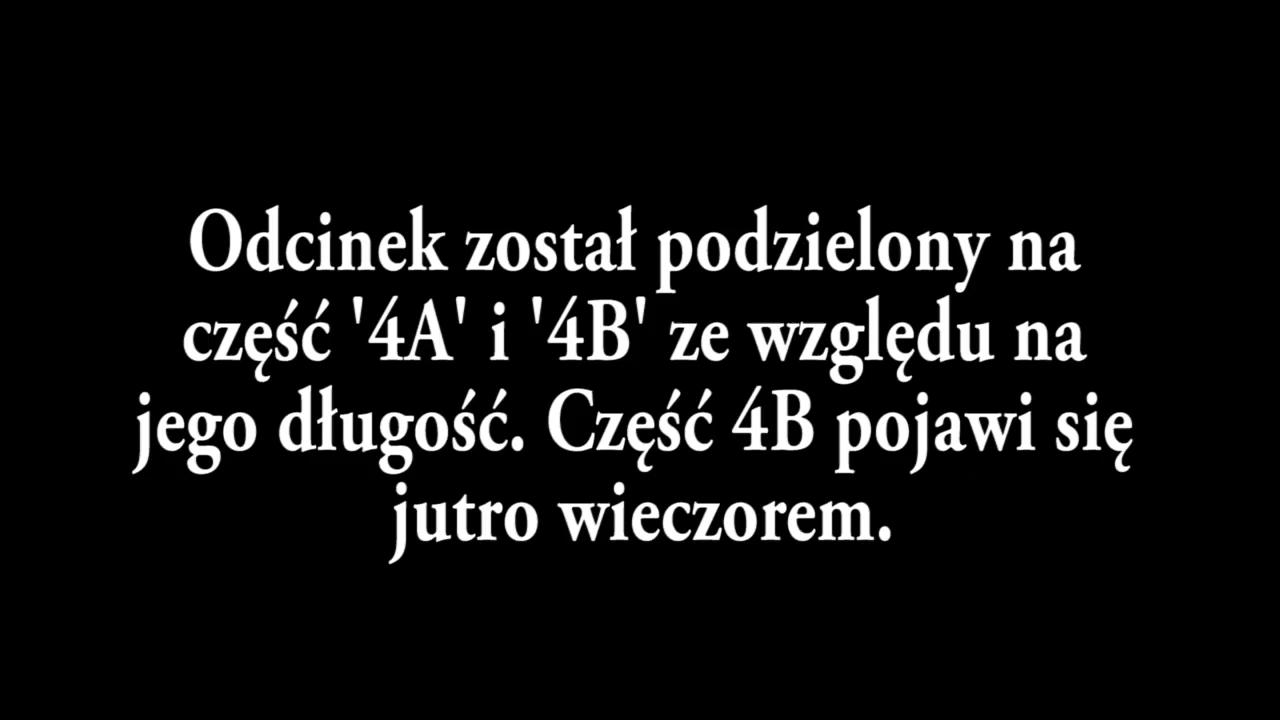 Odcinek został podzielony na
część '4A' i '4B' ze względu na
jego długość. Część 4B pojawi się
jutro wieczorem.